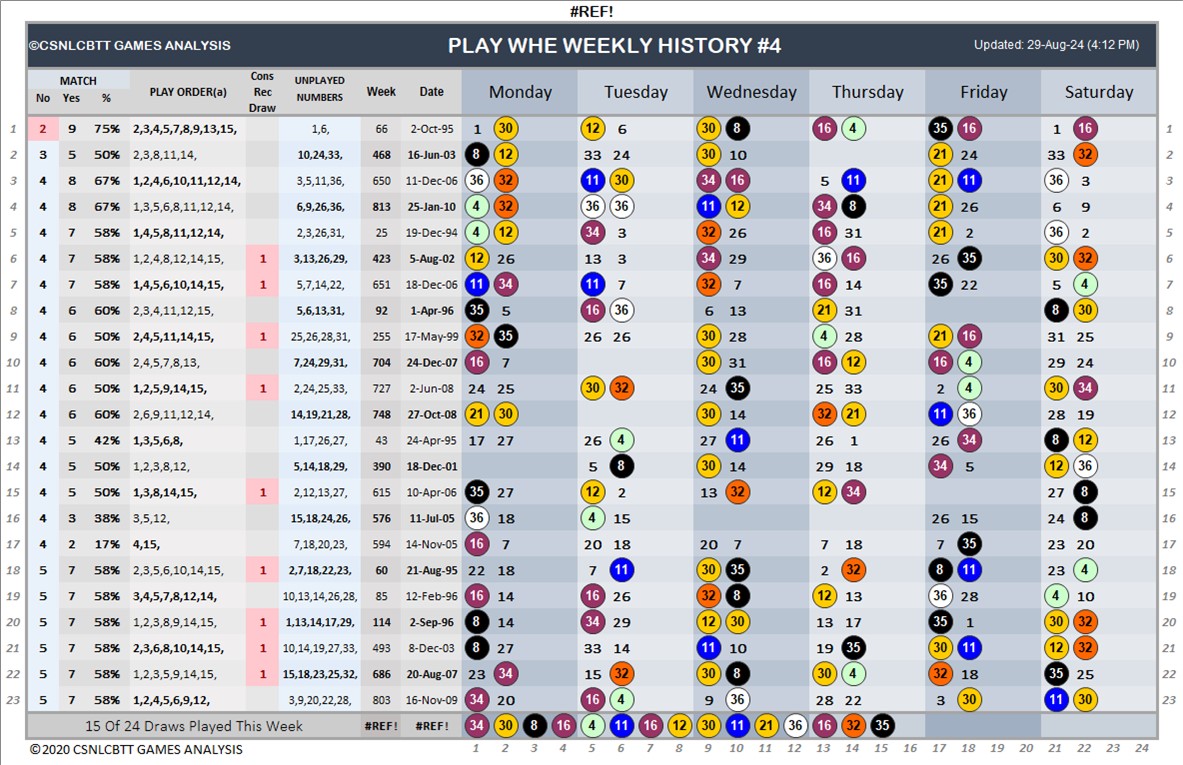 #REF!
©CSNLCBTT GAMES ANALYSIS PLAY WHE WEEKLY HISTORY #4 Updated: 29-Aug-24 (4:12 PM)
MATCH No Yes % PLAY ORDER(a) Cons Rec Draw UNPLAYED NUMBERS Week Date Monday Tuesday Wednesday Thursday Friday Saturday
1 2 9 75% 2,3,4,5,7,8,9,13,15, 1,6, 66 2-Oct-95 1 30 12 6 30 8 16 4 35 16 1 16 1
2 3 5 50% 2,3,8,11,14, 10,24,33, 468 16-Jun-03 8 12 33 24 30 10 21 24 33 32 2
3 4 8 67% 1,2,4,6,10,11,12,14, 3,5,11,36, 650 11-Dec-06 36 32 11 30 34 16 5 11 21 11 36 3 3
4 4 8 67% 1,5,6,6,8,11,12,14, 6,9,26,36, 813 25-Jan-10 4 32 36 36 11 12 34 8 21 26 6 9 4
5 4 7 58% 1,4,5,8,11,12,14, 2,3,26,31, 25 19-Dec-94 4 12 34 3 32 26 16 31 21 2 36 2 5
6 4 7 58% 1,2,4,8,12,14,15, 1 3,13,26,29, 423 5-Aug-02 12 26 13 3 34 29 36 16 26 35 30 32 6
7 4 7 58% 1,4,5,6,10,14,15, 1 5,7,14,22, 651 18-Dec-06 11 34 11 7 32 7 16 14 35 22 5 4 7
8 4 6 60% 2,3,4,11,12,15, 5,6,13,31, 92 1-Apr-96 35 5 16 36 6 13 21 31 8 30 8
9 4 6 50% 2,4,5,11,14,15, 1 25,26,28,31, 255 17-May-99 32 35 26 26 30 28 4 28 21 16 31 25 9
10 4 6 60% 2,4,5,7,8,13, 7,24,29,31, 704 24-Dec-07 16 7 30 31 16 12 16 4 29 24 10
11 4 6 50% 1,2,5,9,14,15, 1 2,24,25,33, 727 2-Jun-08 24 25 30 32 24 35 25 33 2 4 30 34 11
12 4 6 60% 2,6,9,11,12,14, 14,19,21,28, 748 27-Oct-08 21 30 30 14 32 21 11 36 28 19 12
13 4 5 42% 1,3,5,6,8, 1,17,26,27, 43 24-Apr-95 17 27 26 4 27 11 26 1 26 34 8 12 13
14 4 5 50% 1,2,3,8,12, 5,14,18,29, 390 18-Dec-01 5 8 30 14 29 18 34 5 12 36 14
15 4 5 50% 1,3,8,14,15, 1 2,12,13,27, 615 10-Apr-06 35 27 12 2 13 32 12 34 27 8 15
16 4 3 38% 3,5,12, 15,18,24,26, 576 11-Jul-05 36 18 4 15 26 15 24 8 16
17 4 2 17% 4,15, 7,18,20,23, 594 14-Nov-05 16 7 20 18 20 7 7 18 7 35 23 20 17
18 5 7 58% 2,5,5,6,10,14,15, 1 2,7,18,22,23, 60 21-Aug-95 22 18 7 11 30 35 2 32 8 11 23 4 18
19 5 7 58% 3,4,5,7,8,12,14, 10,13,14,26,28, 85 12-Feb-96 16 14 16 26 32 8 12 13 36 28 4 10 19
20 5 7 58% 1,2,3,8,9,14,15, 1 1,13,14,17,29, 114 2-Sep-96 8 14 34 29 12 30 13 17 35 1 30 32 20
21 5 7 58% 2,3,6,8,10,14,15, 1 10,14,19,27,33, 493 8-Dec-03 8 27 33 14 11 10 19 35 30 11 12 32 21
22 5 7 58% 1,2,3,5,9,14,15, 1 15,18,23,25,32, 686 20-Aug-07 23 34 15 32 30 8 30 4 32 18 35 25 22
23 5 7 58% 1,2,4,5,6,9,12, 3,9,20,22,28, 803 16-Nov-09 34 20 16 4 9 36 28 22 3 30 11 30 23
15 Of 24 Draws Played This Week #REF! #REF! 34 30 8 16 4 11 16 12 30 11 21 36 16 32 35
©2020 CSNLCBTT GAMES ANALYSIS 1 2 3 4 5 6 7 8 9 10 11 12 13 14 15 16 17 18 19 20 21 22 23 24